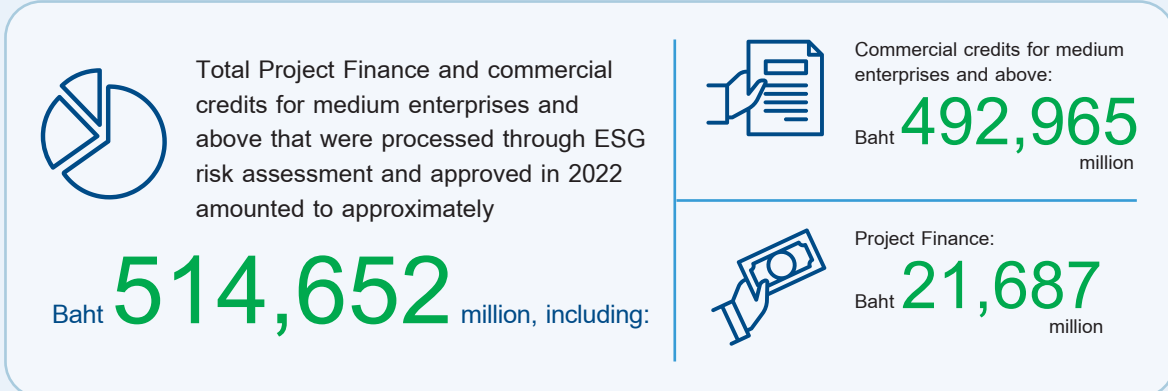 Total Project Finance and commercial
credits for medium enterprises and
above that were processed through ESG
risk assessment and approved in 2022
amounted to approximately
Baht 514,652 million, including:
Commercial credits for medium
enterprises and above:
Baht 492,965
million
Project Finance:
Baht 21,687
million